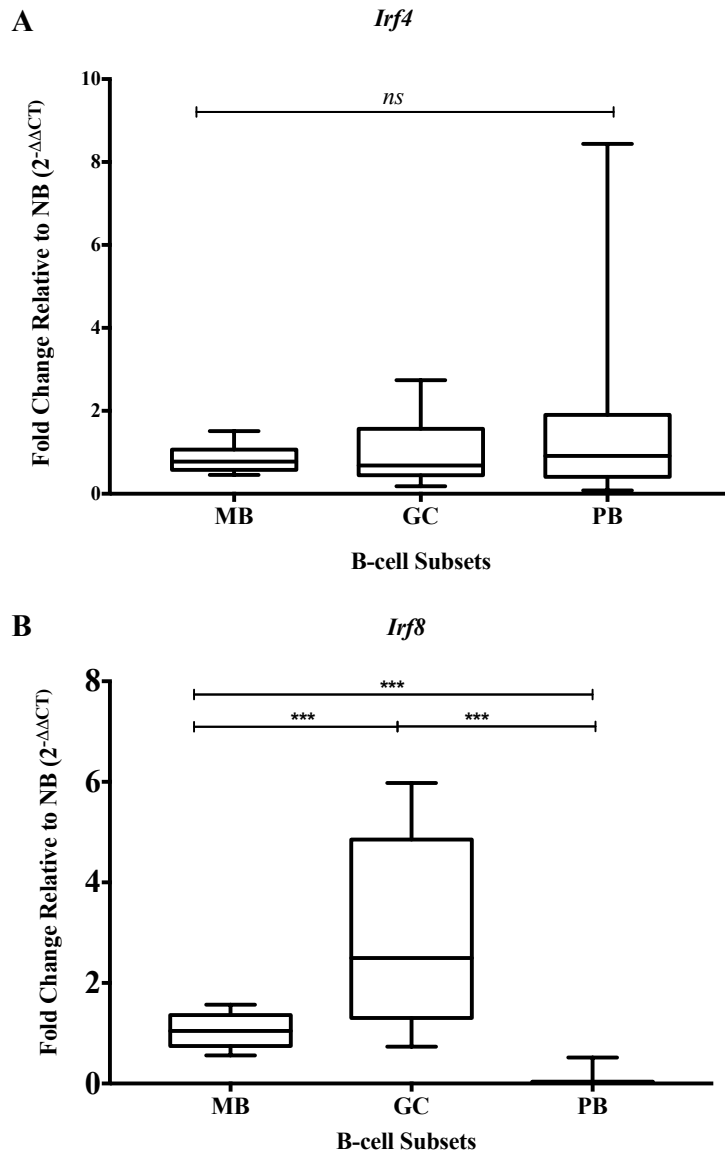 A
Irf4
Fold Change Relative to NB (2-ΔΔCT)
10
8
6
4
2
0
ns
MB GC PB
B-cell Subsets
B
Irf8
Fold Change Relative to NB (2-ΔΔCT)
8
6
4
2
0
***
*** ***
MB GC PB
B-cell Subsets